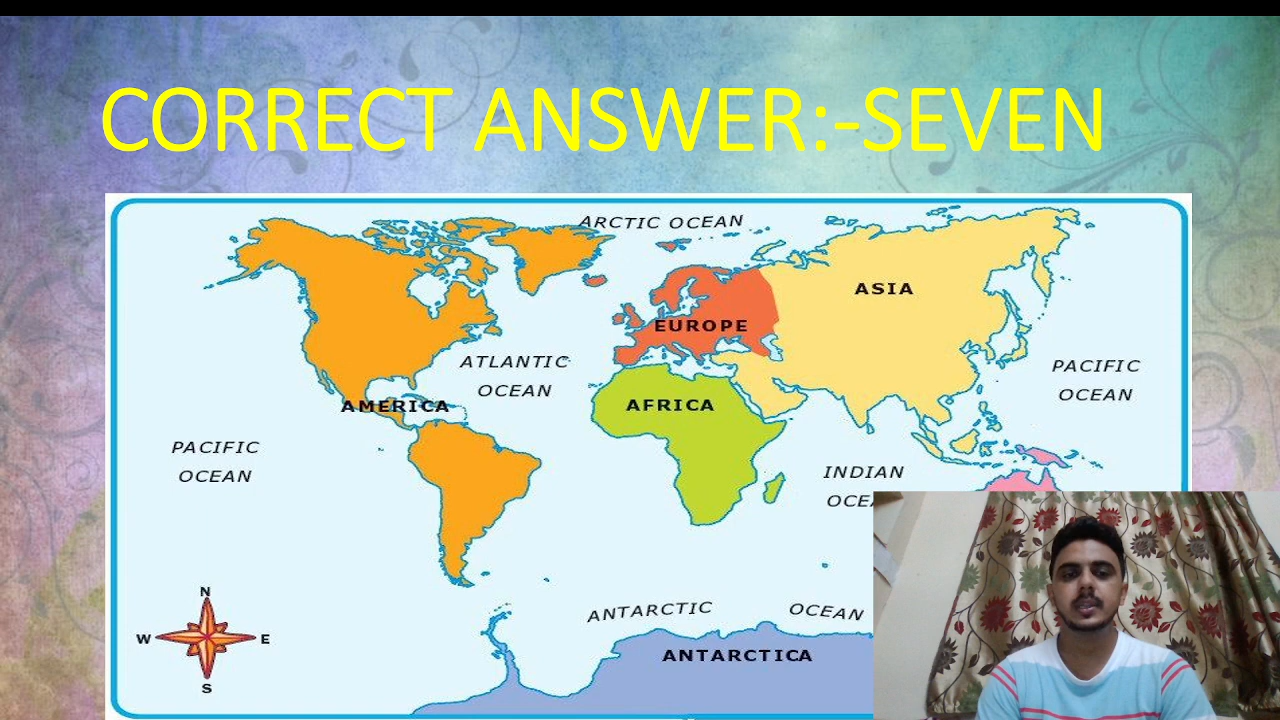 CORRECT ANSWER:-SEVEN
ARCTIC OCEAN
ASIA
EUROPE
ATLANTIC
OCEAN
PACIFIC
OCEAN
AMERICA
AFRICA
PACIFIC
OCEAN
INDIAN
N
W
E
S
ANTARCTIC OCEAN
ANTARCTICA